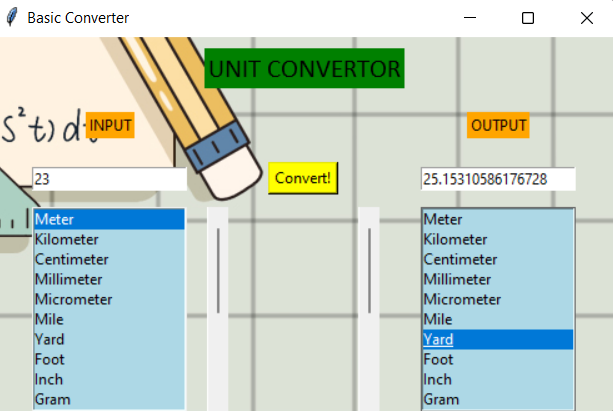 Basic Converter
UNIT CONVERTOR
(s²t) d
INPUT
OUTPUT
23
Convert!
25.15310586176728
Meter
Kilometer
Centimeter
Millimeter
Micrometer
Mile
Yard
Foot
Inch
Gram
Meter
Kilometer
Centimeter
Millimeter
Micrometer
Mile
Yard
Foot
Inch
Gram